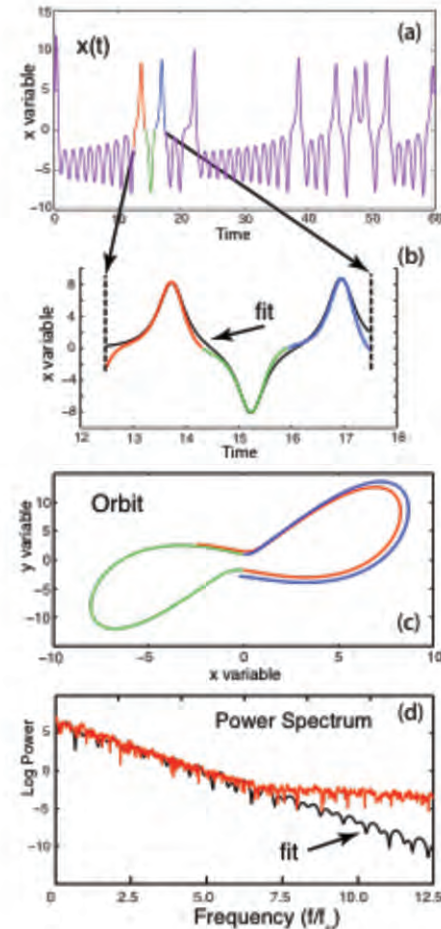 x(t)
(a)
15
10
5
0
−5
−10
x variable
0
10
20
30
40
50
60
Time
(b)
8
4
0
−4
−8
x variable
fit
12
13
14
15
16
17
18
Time
Orbit
10
5
0
−5
−10
y variable
(c)
−10
−5
0
5
10
x variable
Power Spectrum
(d)
5
0
−5
−10
Log Power
fit
0
2.5
5.0
7.5
10.0
12.5
Frequency (f/f